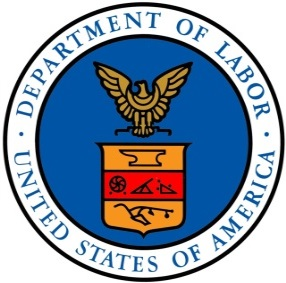 · DEPARTMENT OF LABOR ·
UNITED STATES OF AMERICA